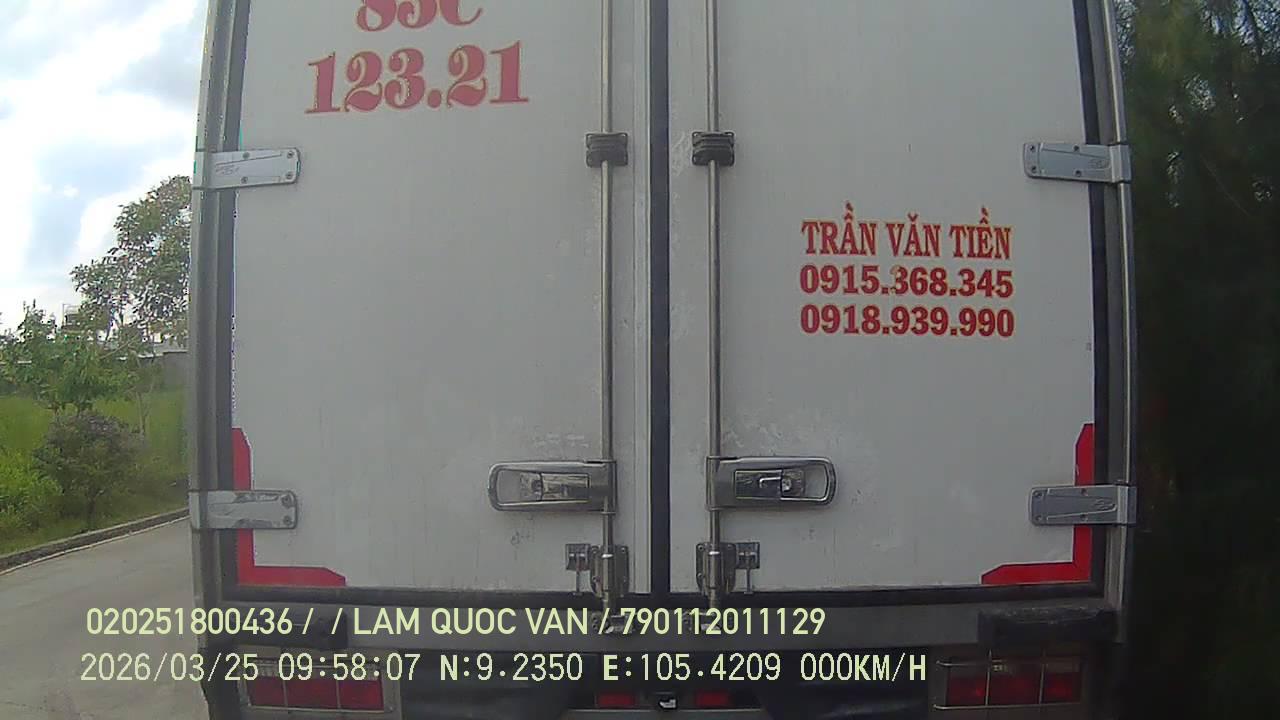 83C
123.21
TRẦN VĂN TIỀN
0915.368.345
0918.939.990
020251800436 / / LAM QUOC VAN / 790112011129
2026/03/25 09:58:07 N:9.2350 E:105.4209 000KM/H